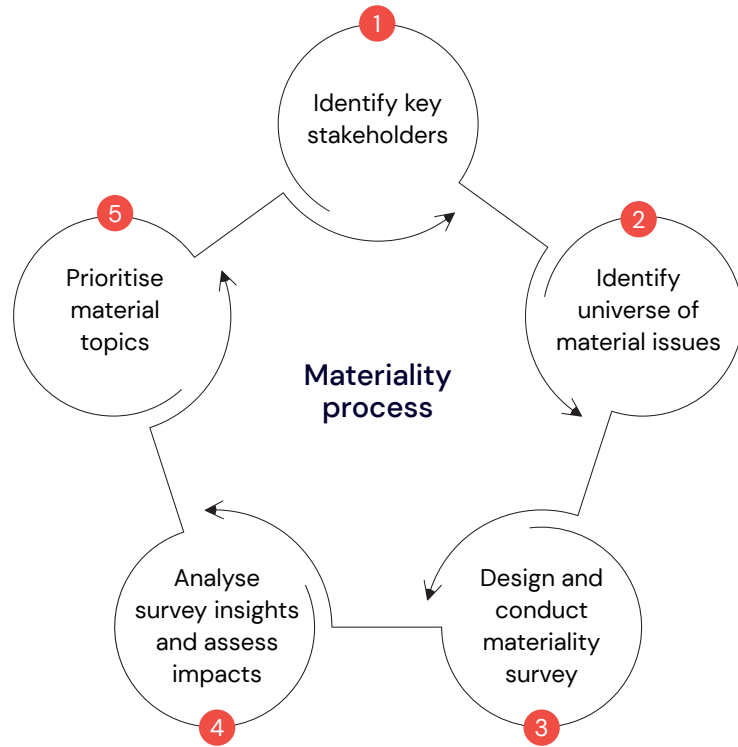 1
Identify key
stakeholders
2
Identify
universe of
material issues
3
Design and
conduct
materiality
survey
4
Analyse
survey insights
and assess
impacts
5
Prioritise
material
topics
Materiality
process